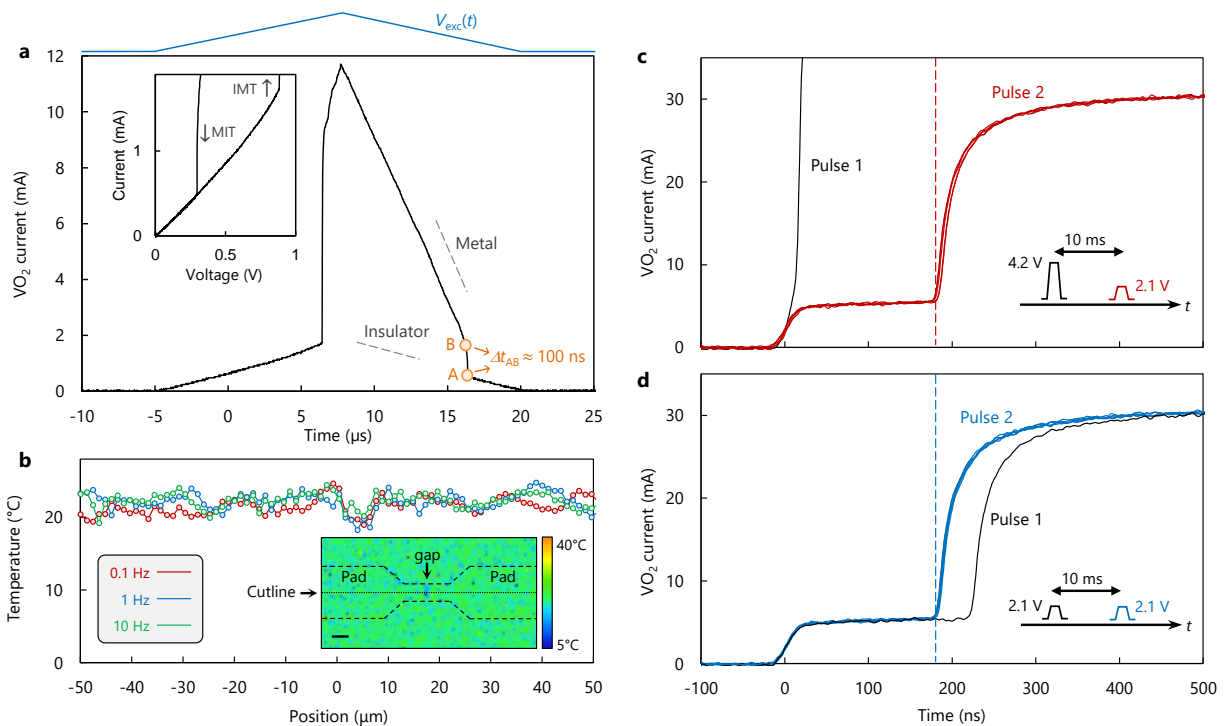 V_exc(t)
a
12
10
8
6
4
2
0
VO₂ current (mA)
-10
-5
0
5
10
15
20
25
Time (µs)
IMT ↑
↓ MIT
1
0
Current (mA)
0
0.5
1
Voltage (V)
Metal
Insulator
B
A
Δt_AB ≈ 100 ns
b
20
10
0
Temperature (°C)
0.1 Hz
1 Hz
10 Hz
Cutline
Pad
gap
Pad
40°C
5°C
-50
-40
-30
-20
-10
0
10
20
30
40
50
Position (µm)
c
30
20
10
0
VO₂ current (mA)
Pulse 1
Pulse 2
10 ms
4.2 V
2.1 V
t
d
30
20
10
0
VO₂ current (mA)
Pulse 2
Pulse 1
10 ms
2.1 V
2.1 V
t
-100
0
100
200
300
400
500
Time (ns)